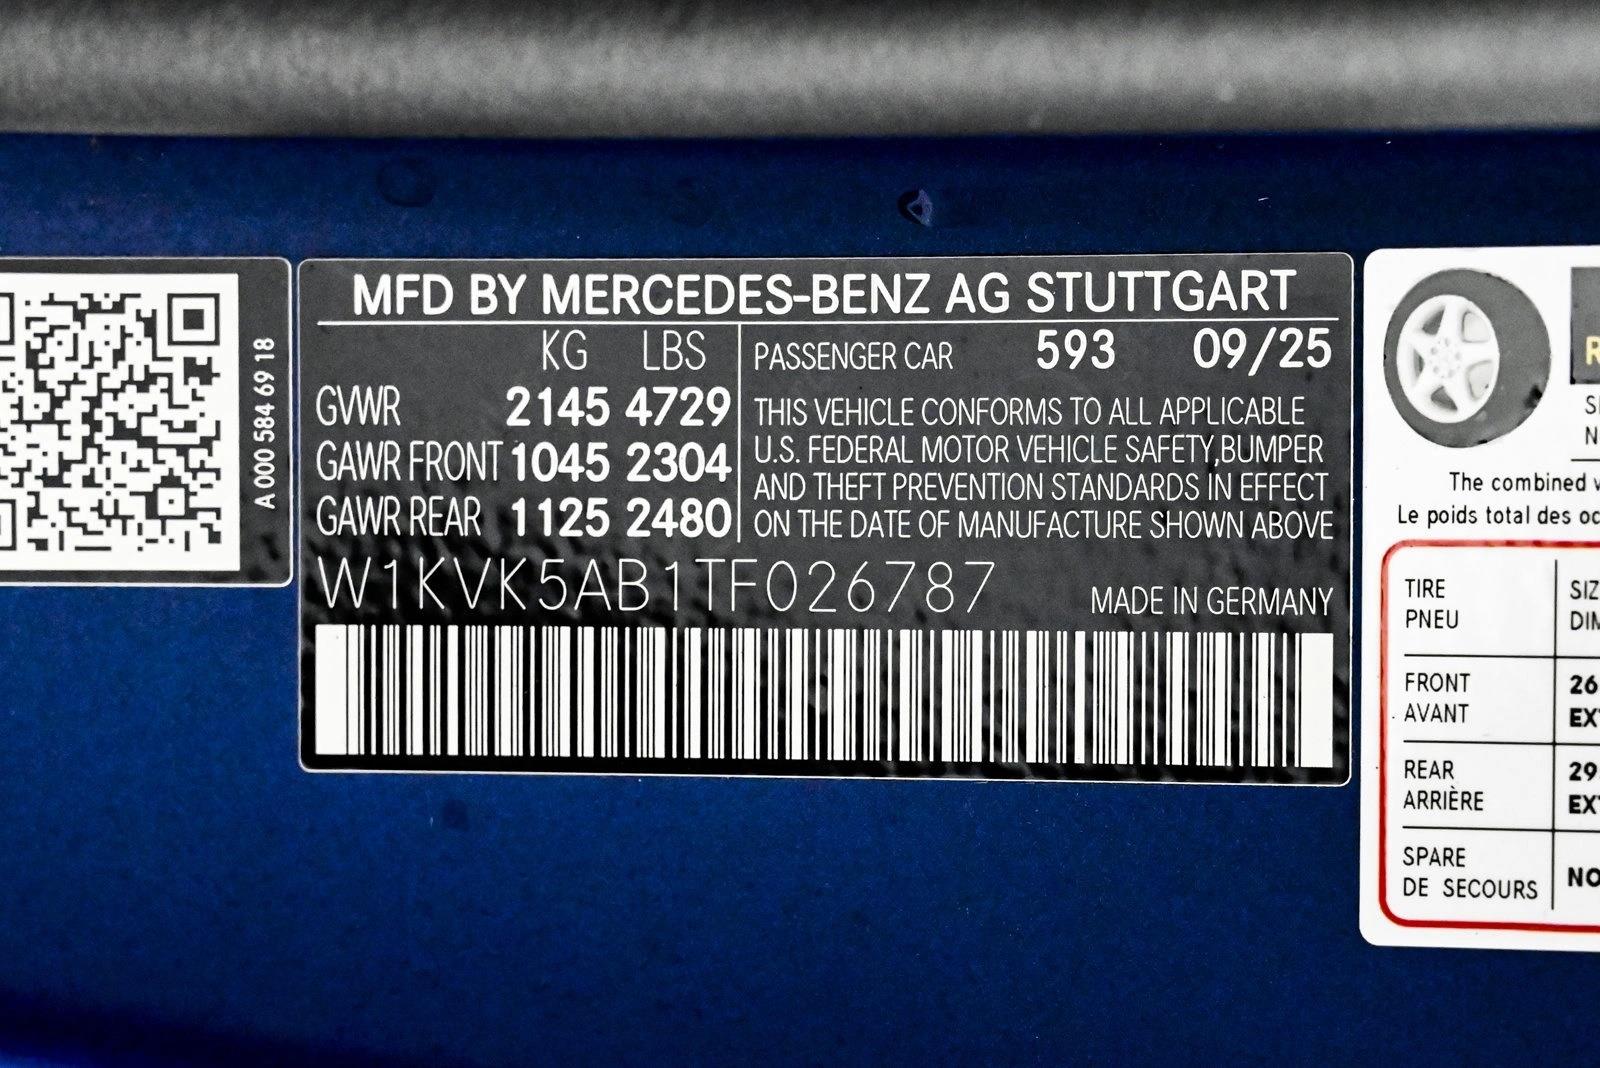 A 000 584 69 18
MFD BY MERCEDES-BENZ AG STUTTGART
KG LBS
GVWR 2145 4729
GAWR FRONT 1045 2304
GAWR REAR 1125 2480
PASSENGER CAR 593 09/25
THIS VEHICLE CONFORMS TO ALL APPLICABLE
U.S. FEDERAL MOTOR VEHICLE SAFETY,BUMPER
AND THEFT PREVENTION STANDARDS IN EFFECT
ON THE DATE OF MANUFACTURE SHOWN ABOVE
W1KVK5AB1TF026787
MADE IN GERMANY
The combined
Le poids total des
TIRE
PNEU
FRONT
AVANT
REAR
ARRIÈRE
SPARE
DE SECOURS